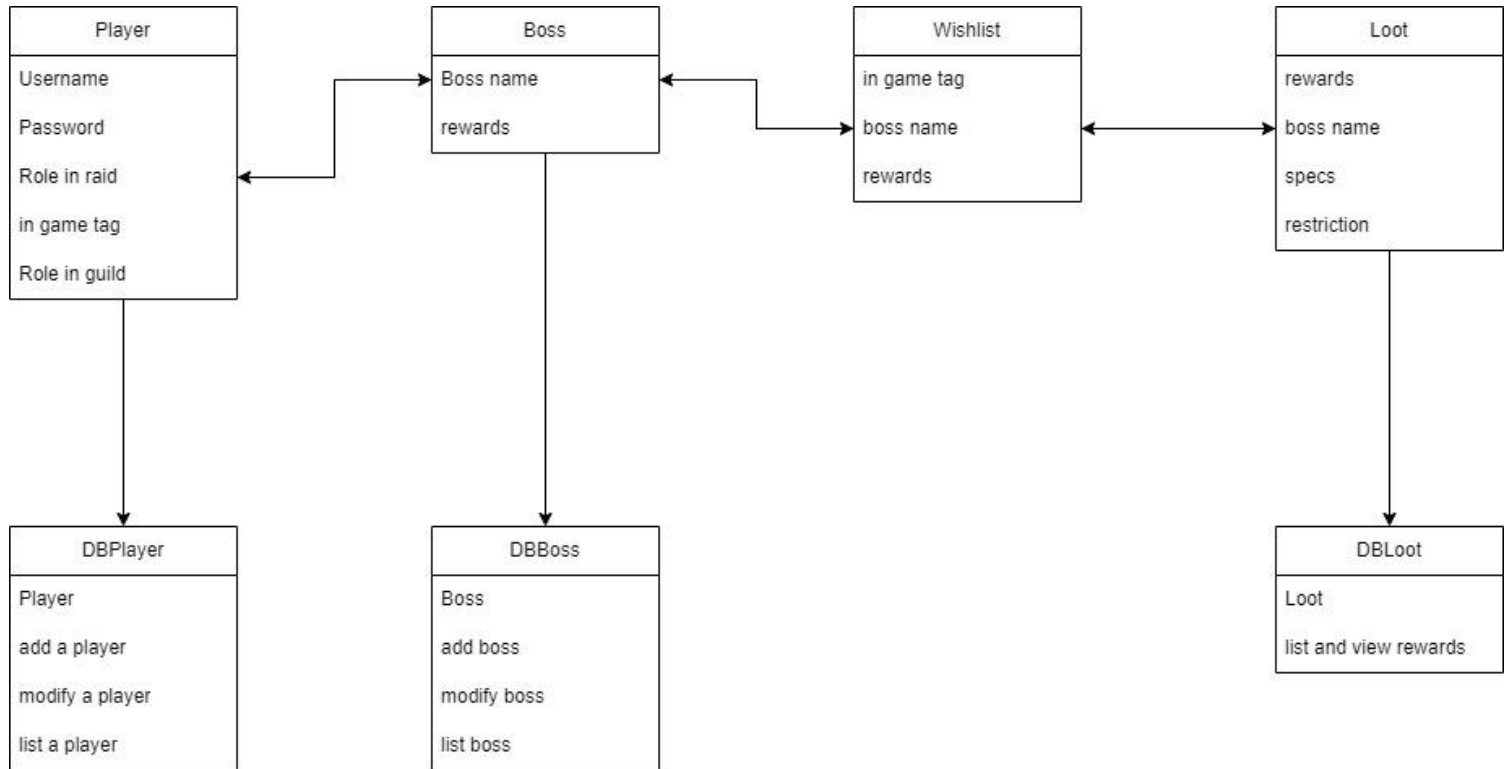 Player
Username
Password
Role in raid
in game tag
Role in guild
Boss
Boss name
rewards
Wishlist
in game tag
boss name
rewards
Loot
rewards
boss name
specs
restriction
DBPlayer
Player
add a player
modify a player
list a player
DBBoss
Boss
add boss
modify boss
list boss
DBLoot
Loot
list and view rewards